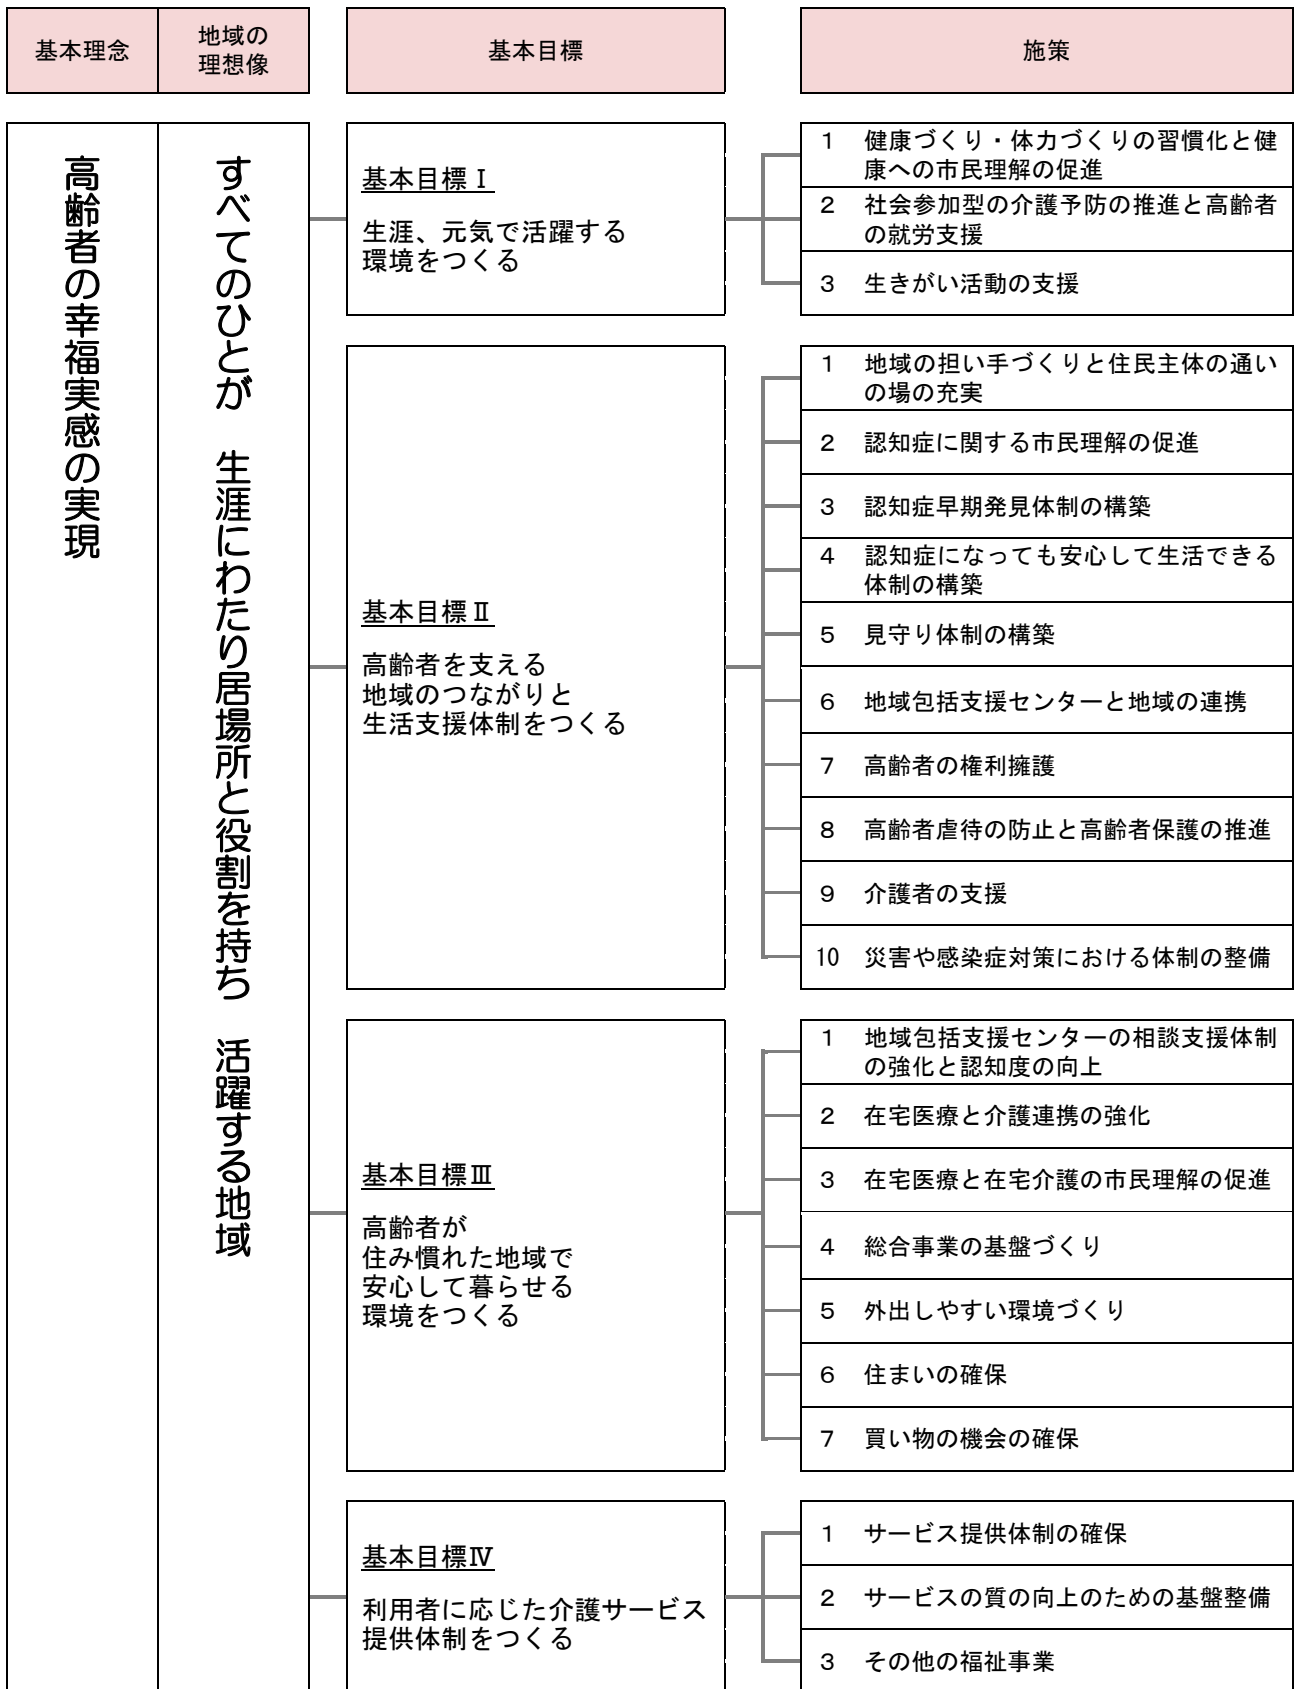 基本理念
地域の
理想像
基本目標
施策
高齢者の幸福実感の実現
すべてのひとが　生涯にわたり居場所と役割を持ち　活躍する地域
基本目標Ⅰ
生涯、元気で活躍する
環境をつくる
1　健康づくり・体力づくりの習慣化と健
康への市民理解の促進
2　社会参加型の介護予防の推進と高齢者
の就労支援
3　生きがい活動の支援
基本目標Ⅱ
高齢者を支える
地域のつながりと
生活支援体制をつくる
1　地域の担い手づくりと住民主体の通い
の場の充実
2　認知症に関する市民理解の促進
3　認知症早期発見体制の構築
4　認知症になっても安心して生活できる
体制の構築
5　見守り体制の構築
6　地域包括支援センターと地域の連携
7　高齢者の権利擁護
8　高齢者虐待の防止と高齢者保護の推進
9　介護者の支援
10　災害や感染症対策における体制の整備
基本目標Ⅲ
高齢者が
住み慣れた地域で
安心して暮らせる
環境をつくる
1　地域包括支援センターの相談支援体制
の強化と認知度の向上
2　在宅医療と介護連携の強化
3　在宅医療と在宅介護の市民理解の促進
4　総合事業の基盤づくり
5　外出しやすい環境づくり
6　住まいの確保
7　買い物の機会の確保
基本目標Ⅳ
利用者に応じた介護サービス
提供体制をつくる
1　サービス提供体制の確保
2　サービスの質の向上のための基盤整備
3　その他の福祉事業